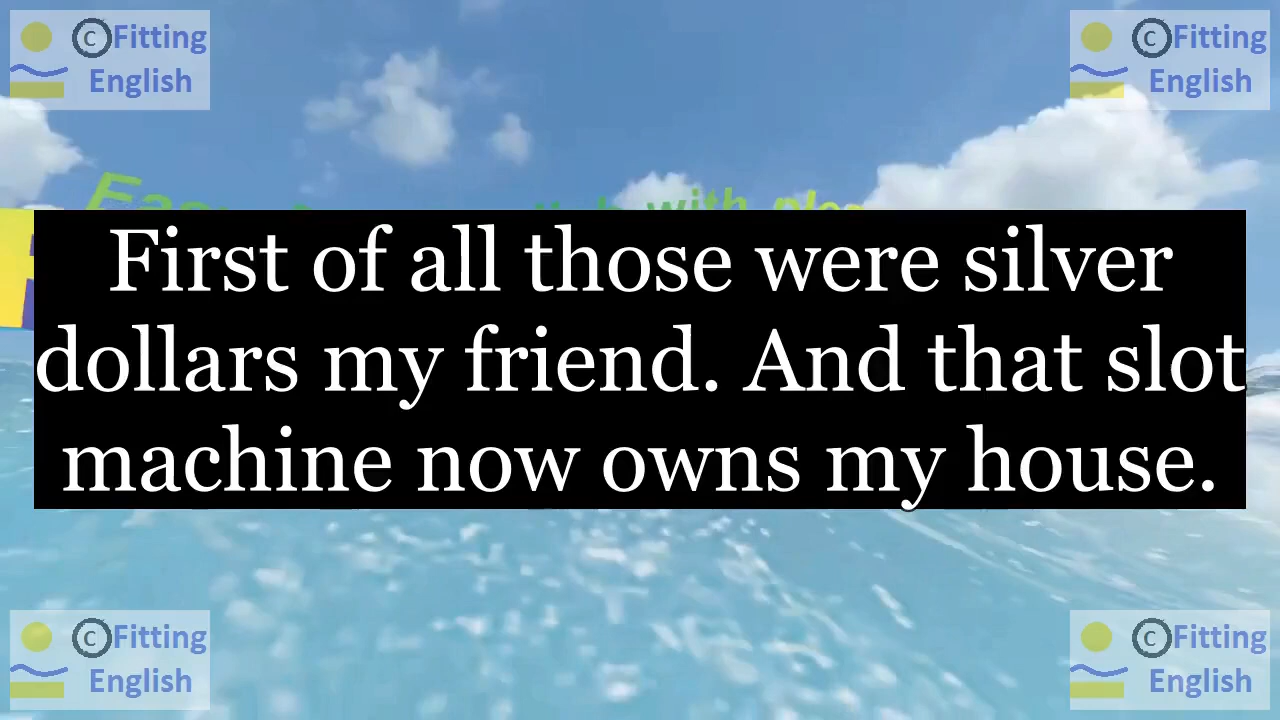 ©Fitting
English
©Fitting
English
with
First of all those were silver
dollars my friend. And that slot
machine now owns my house.
©Fitting
English
©Fitting
English